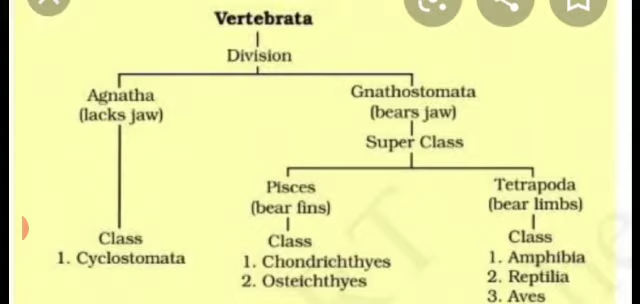 Vertebrata
Division
Agnatha
(lacks jaw)
Gnathostomata
(bears jaw)
Super Class
Pisces
(bear fins)
Tetrapoda
(bear limbs)
Class
1. Cyclostomata
Class
1. Chondrichthyes
2. Osteichthyes
Class
1. Amphibia
2. Reptilia
3. Aves